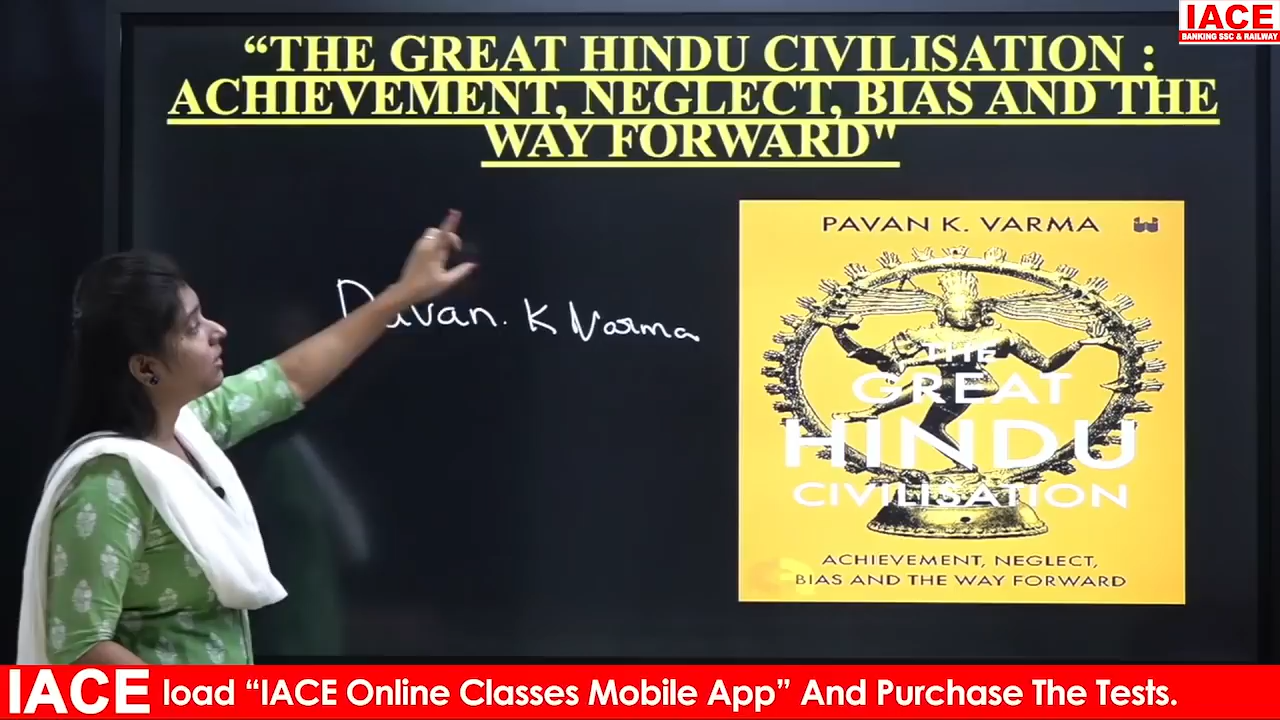 IACE
BANKING SSC & RAILWAY
“THE GREAT HINDU CIVILISATION :
ACHIEVEMENT, NEGLECT, BIAS AND THE
WAY FORWARD"
Pavan. K Varma
PAVAN K. VARMA
THE
GREAT
HINDU
CIVILISATION
ACHIEVEMENT, NEGLECT,
BIAS AND THE WAY FORWARD
IACE load “IACE Online Classes Mobile App” And Purchase The Tests.